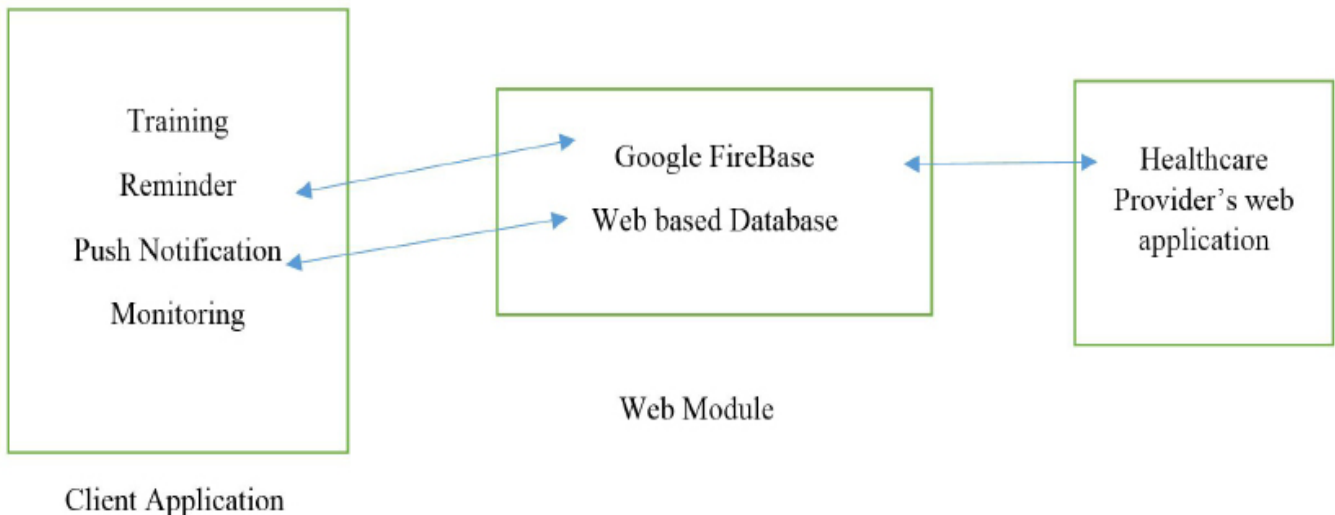 Training
Reminder
Push Notification
Monitoring
Client Application
Google FireBase
Web based Database
Web Module
Healthcare
Provider’s web
application